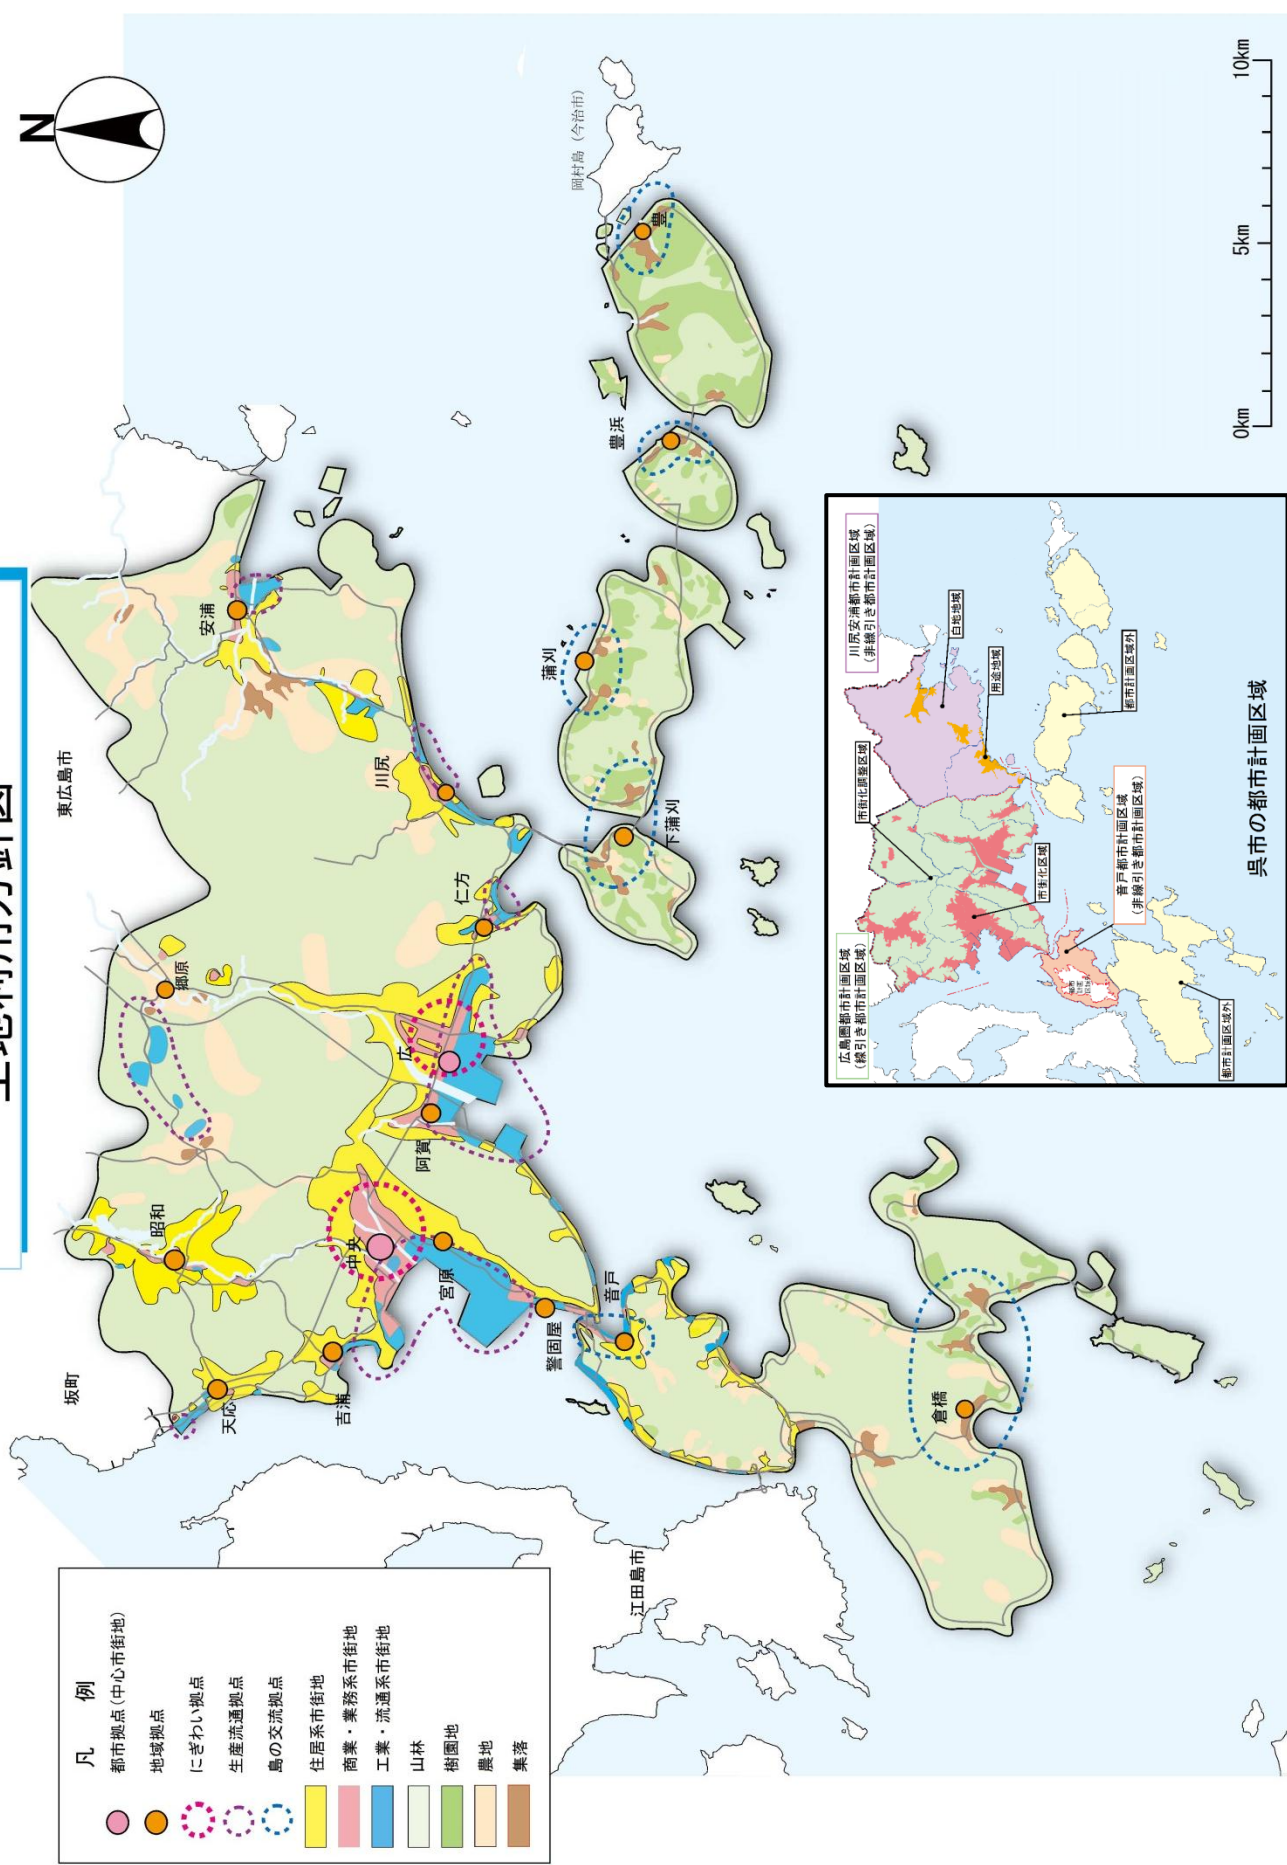 土地利用方針図
N
坂町
東広島市
昭和
郷原
安浦
天応
吉浦
中央
宮原
警固屋
阿賀
広
仁方
川尻
音戸
江田島市
倉橋
下蒲刈
蒲刈
豊浜
豊
岡村島（今治市）
凡　例
都市拠点(中心市街地)
地域拠点
にぎわい拠点
生産流通拠点
島の交流拠点
住居系市街地
商業・業務系市街地
工業・流通系市街地
山林
樹園地
農地
集落
広島圏都市計画区域
(線引き都市計画区域)
市街化調整区域
川尻安浦都市計画区域
(非線引き都市計画区域)
白地地域
用途地域
市街化区域
音戸都市計画区域
(非線引き都市計画区域)
都市計画区域外
都市計画区域外
呉市の都市計画区域
0km
5km
10km